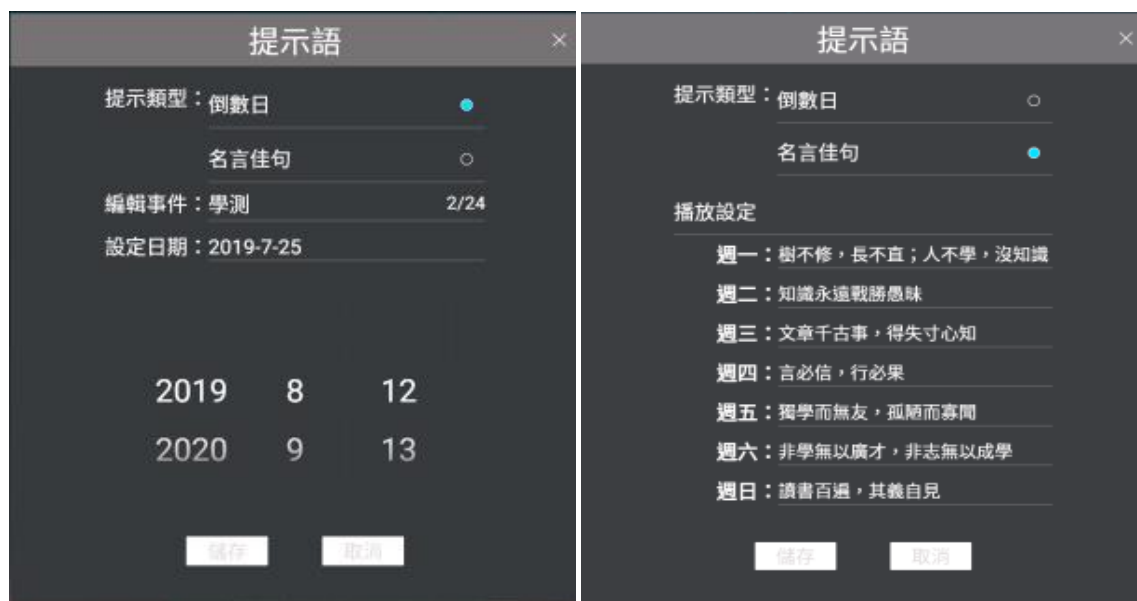 提示語 ×
提示類型：倒數日
名言佳句
編輯事件：學測 2/24
設定日期：2019-7-25
2019 8 12
2020 9 13
儲存 取消
提示語 ×
提示類型：倒數日
名言佳句
播放設定
週一：樹不修，長不直；人不學，沒知識
週二：知識永遠戰勝愚昧
週三：文章千古事，得失寸心知
週四：言必信，行必果
週五：獨學而無友，孤陋而寡聞
週六：非學無以廣才，非志無以成學
週日：讀書百遍，其義自見
儲存 取消